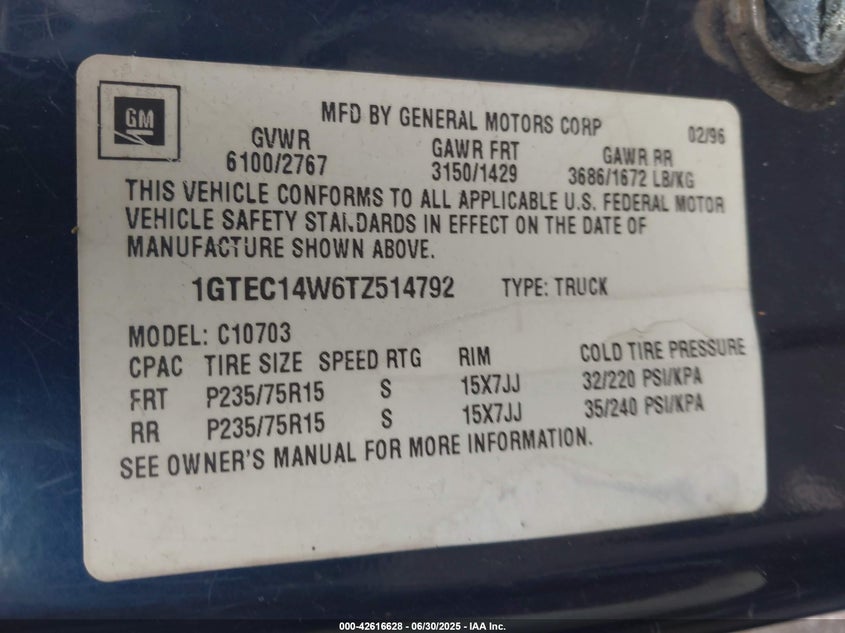 GM
MFD BY GENERAL MOTORS CORP 02/96
GVWR GAWR FRT GAWR RR
6100/2767 3150/1429 3686/1672 LB/KG
THIS VEHICLE CONFORMS TO ALL APPLICABLE U.S. FEDERAL MOTOR
VEHICLE SAFETY STANDARDS IN EFFECT ON THE DATE OF
MANUFACTURE SHOWN ABOVE.
1GTEC14W6TZ514792 TYPE: TRUCK
MODEL: C10703
CPAC TIRE SIZE SPEED RTG RIM COLD TIRE PRESSURE
FRT P235/75R15 S 15X7JJ 32/220 PSI/KPA
RR P235/75R15 S 15X7JJ 35/240 PSI/KPA
SEE OWNER'S MANUAL FOR MORE INFORMATION.
000-42616628 - 06/30/2025 - IAA Inc.